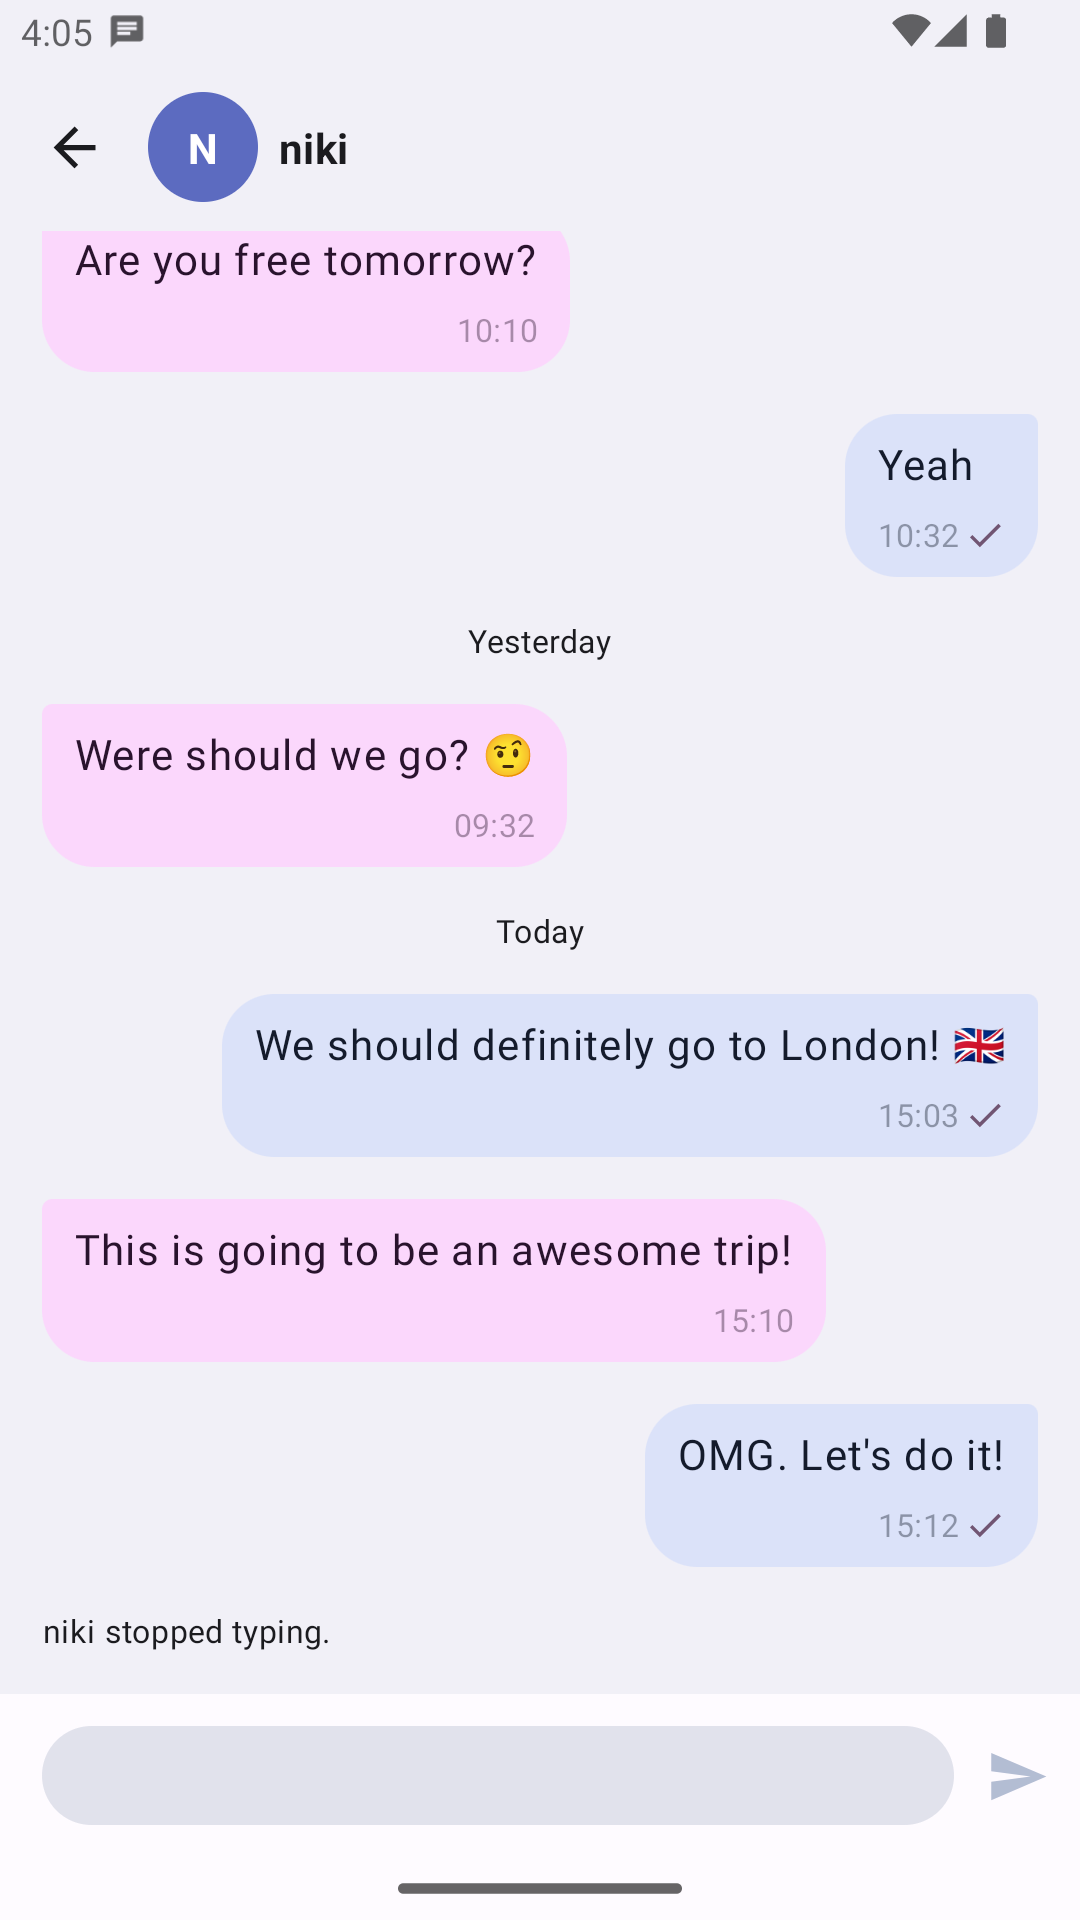 4:05
N
niki
Are you free tomorrow?
10:10
Yeah
10:32
Yesterday
Were should we go? 🤨
09:32
Today
We should definitely go to London! 🇬🇧
15:03
This is going to be an awesome trip!
15:10
OMG. Let's do it!
15:12
niki stopped typing.